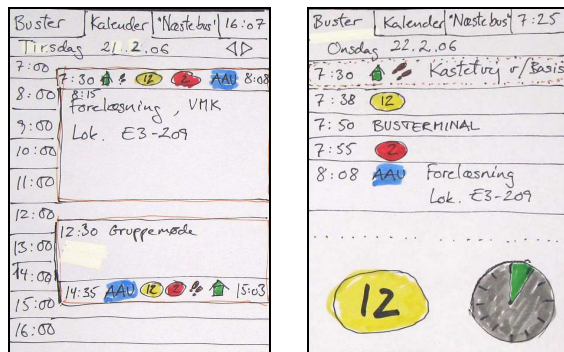 Buster Kalender "Næste bus" 16:07
Tirsdag 21.2.06
7:00
7:30 12 2 AAU 8:08
8:00 8:15
Forelæsning, VMK
9:00 Lok. E3-209
10:00
11:00
12:00
12:30 Gruppemøde
13:00
14:00
14:35 AAU 12 2 15:03
15:00
16:00
Buster Kalender "Næste bus" 7:25
Onsdag 22.2.06
7:30 Kastetvej v/Basis
7:38 12
7:50 BUSTERMINAL
7:55 2
8:08 AAU Forelæsning
Lok. E3-209
12